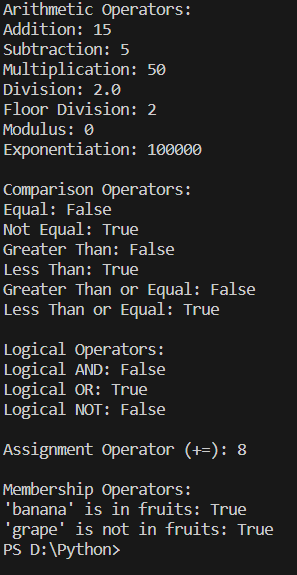 Arithmetic Operators:
Addition: 15
Subtraction: 5
Multiplication: 50
Division: 2.0
Floor Division: 2
Modulus: 0
Exponentiation: 100000

Comparison Operators:
Equal: False
Not Equal: True
Greater Than: False
Less Than: True
Greater Than or Equal: False
Less Than or Equal: True

Logical Operators:
Logical AND: False
Logical OR: True
Logical NOT: False

Assignment Operator (+=): 8

Membership Operators:
'banana' is in fruits: True
'grape' is not in fruits: True
PS D:\Python>